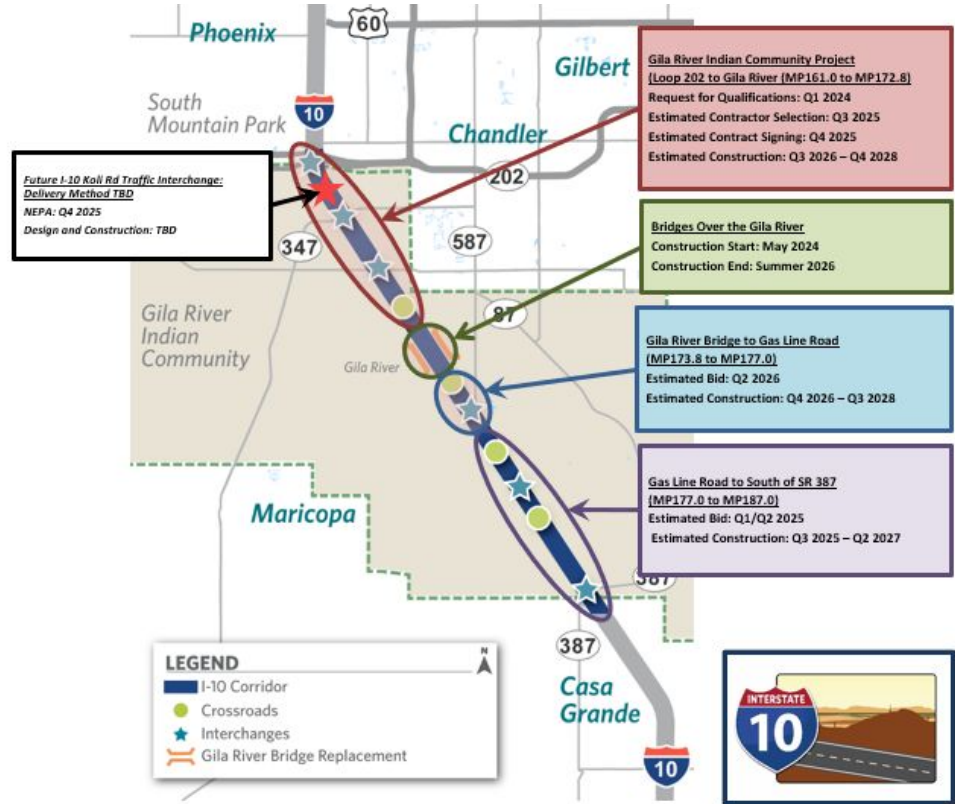 Phoenix
60
Gilbert
South
Mountain Park
10
Chandler
202
347
587
87
Gila River
Indian
Community
Gila River
Maricopa
387
387
Casa
Grande
10
Future I-10 Koli Rd Traffic Interchange:
Delivery Method TBD
NEPA: Q4 2025
Design and Construction: TBD
Gila River Indian Community Project
(Loop 202 to Gila River (MP161.0 to MP172.8)
Request for Qualifications: Q1 2024
Estimated Contractor Selection: Q3 2025
Estimated Contract Signing: Q4 2025
Estimated Construction: Q3 2026 – Q4 2028
Bridges Over the Gila River
Construction Start: May 2024
Construction End: Summer 2026
Gila River Bridge to Gas Line Road
(MP173.8 to MP177.0)
Estimated Bid: Q2 2026
Estimated Construction: Q4 2026 – Q3 2028
Gas Line Road to South of SR 387
(MP177.0 to MP187.0)
Estimated Bid: Q1/Q2 2025
Estimated Construction: Q3 2025 – Q2 2027
LEGEND
N
I-10 Corridor
Crossroads
Interchanges
Gila River Bridge Replacement
INTERSTATE
10